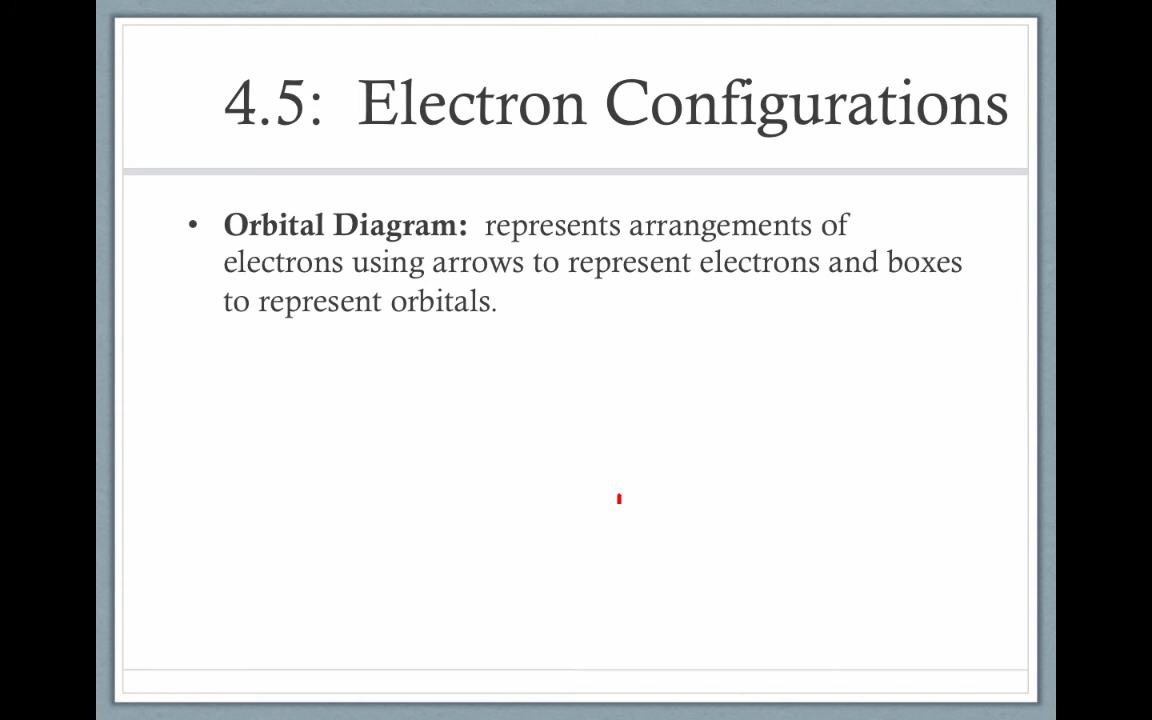 4.5: Electron Configurations
• Orbital Diagram: represents arrangements of
electrons using arrows to represent electrons and boxes
to represent orbitals.